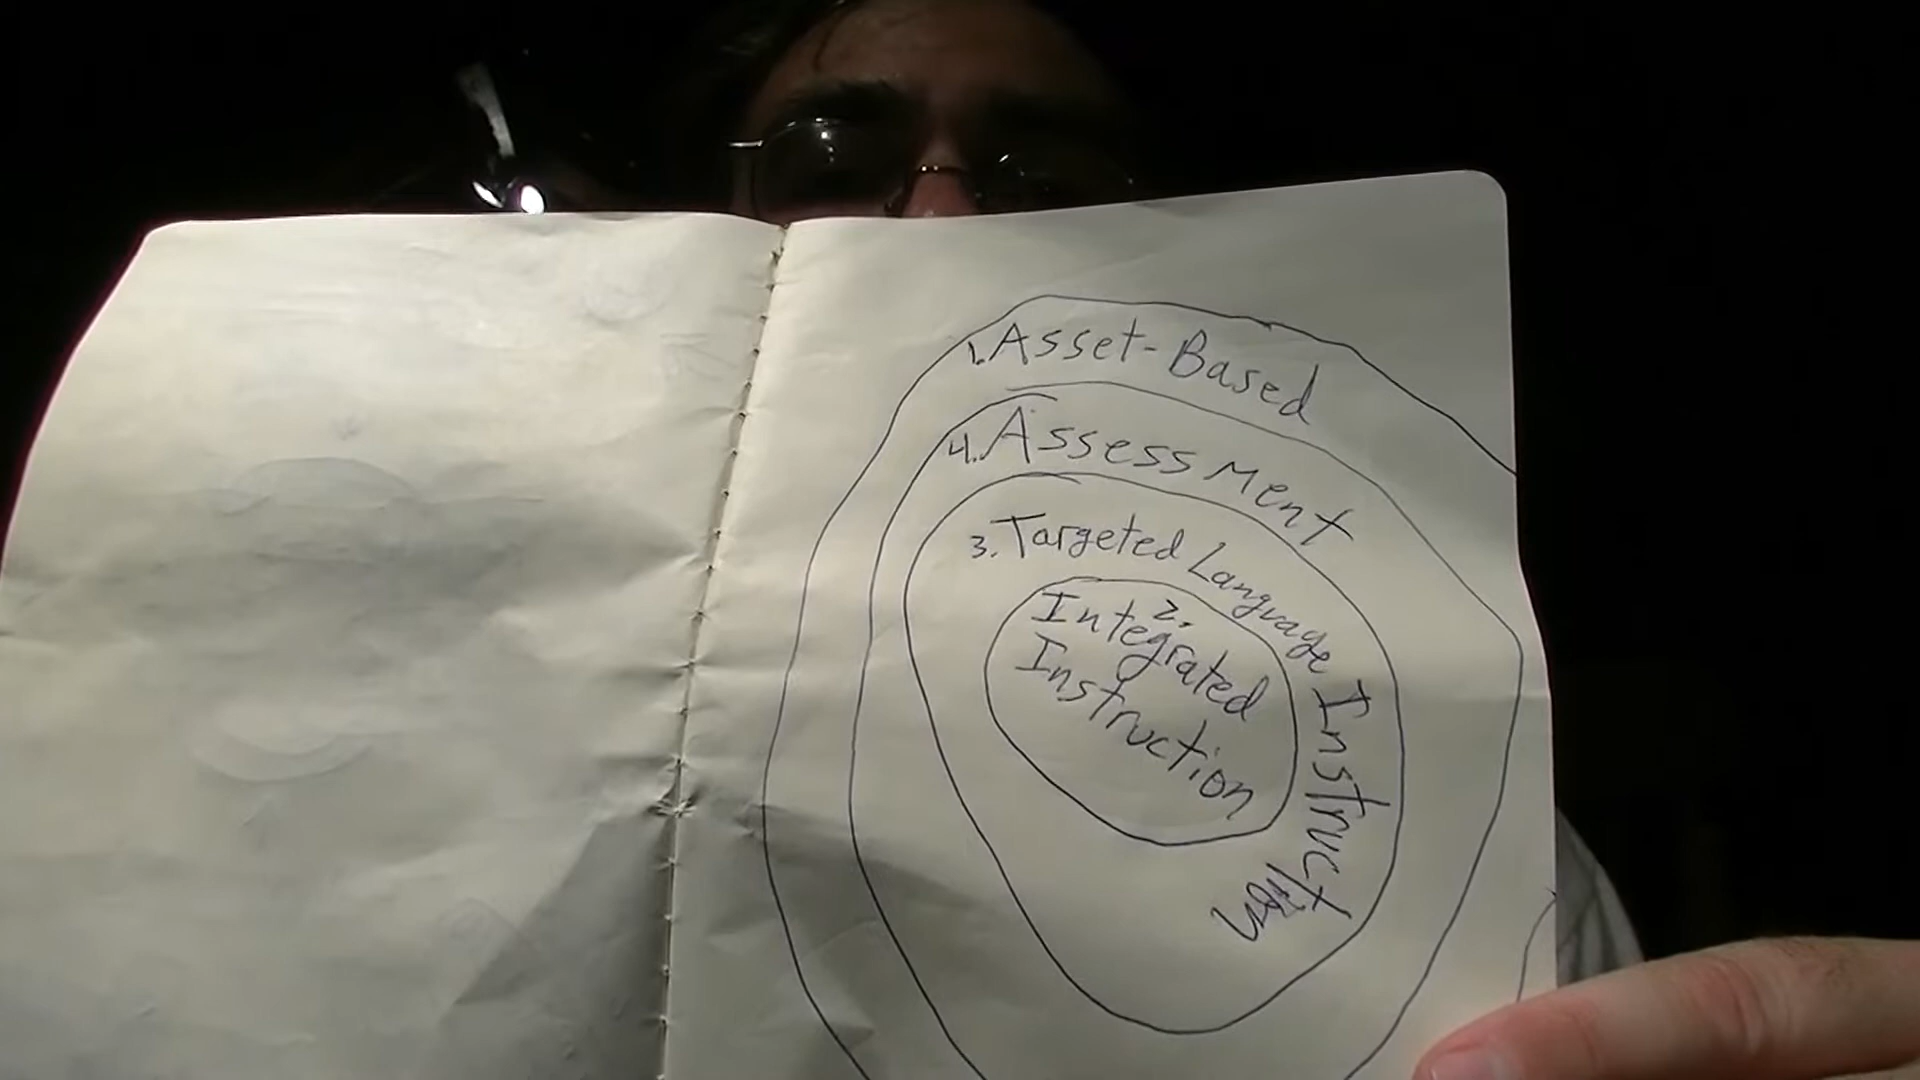 1. Asset-Based
4. Assessment
3. Targeted Language Instruction
2.
Integrated
Instruction